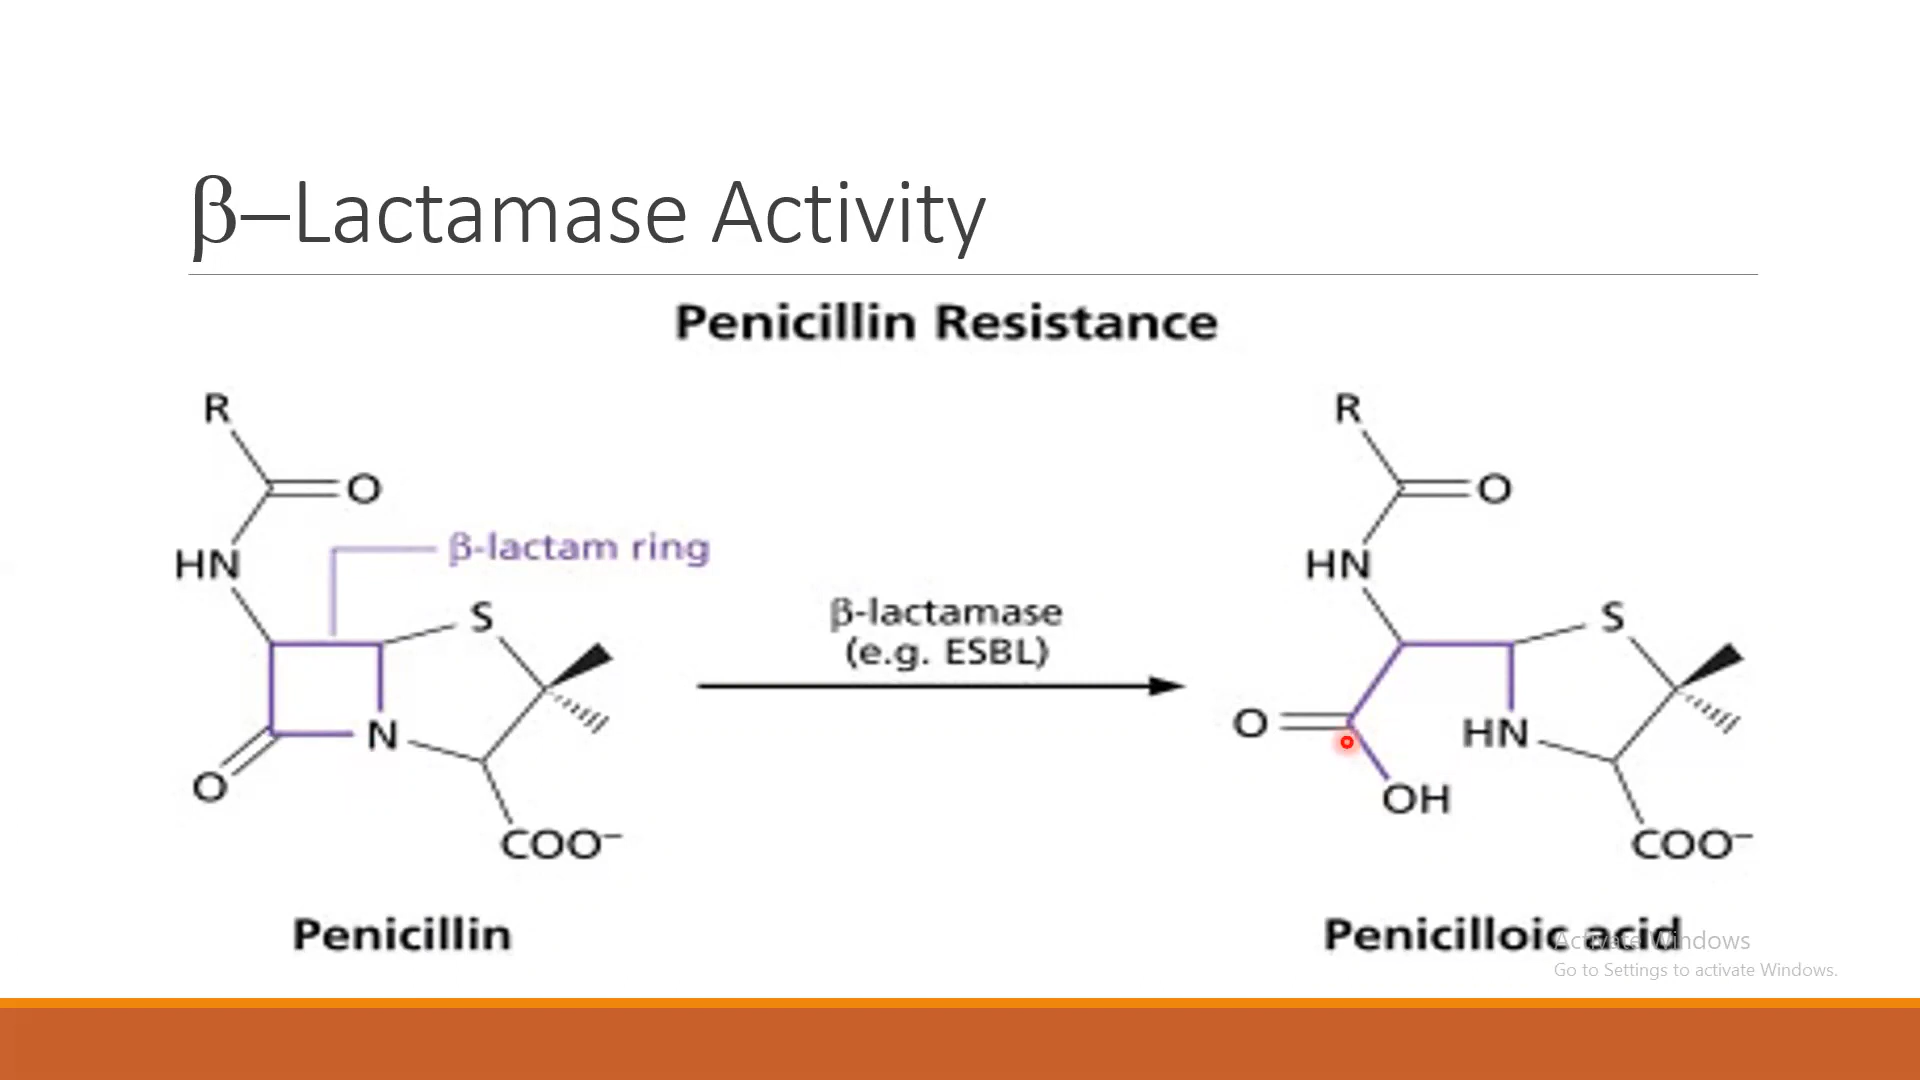 β–Lactamase Activity
Penicillin Resistance
R
O
HN
β-lactam ring
S
N
O
COO⁻
Penicillin
β-lactamase
(e.g. ESBL)
R
O
HN
S
O
HN
OH
COO⁻
Penicilloic acid
Activate Windows
Go to Settings to activate Windows.